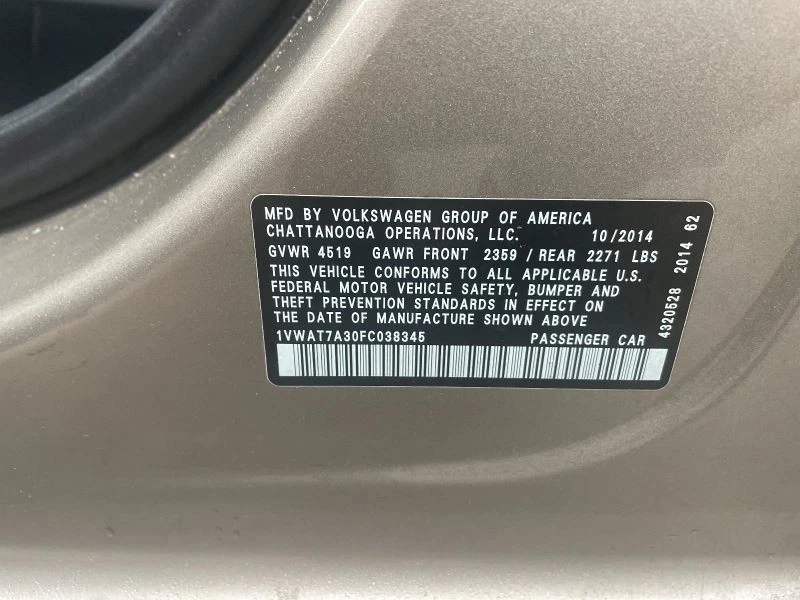 MFD BY VOLKSWAGEN GROUP OF AMERICA
CHATTANOOGA OPERATIONS, LLC. 10/2014
GVWR 4519 GAWR FRONT 2359 / REAR 2271 LBS
THIS VEHICLE CONFORMS TO ALL APPLICABLE U.S.
FEDERAL MOTOR VEHICLE SAFETY, BUMPER AND
THEFT PREVENTION STANDARDS IN EFFECT ON
THE DATE OF MANUFACTURE SHOWN ABOVE
1VWAT7A30FC038345 PASSENGER CAR
4320528 2014 62